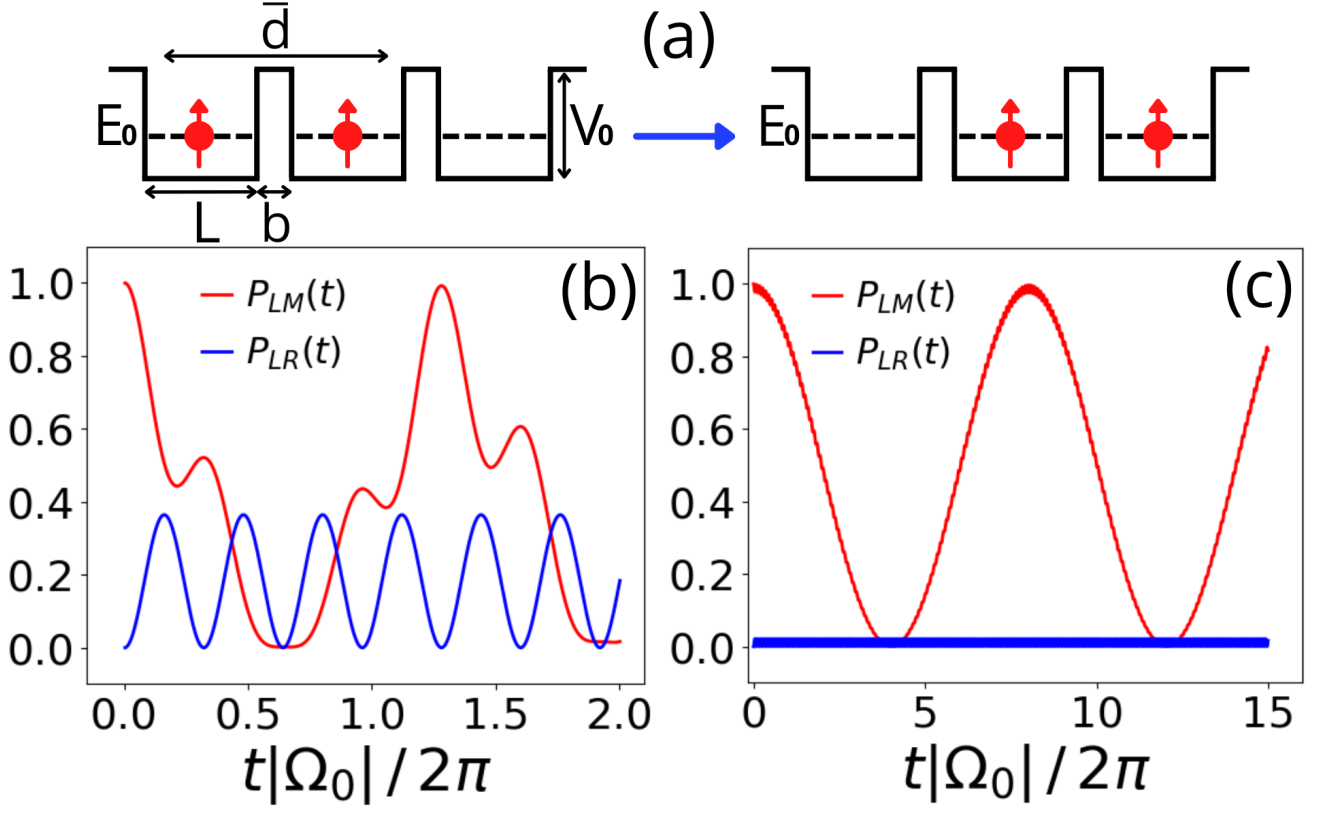 d̄
(a)
E₀ V₀ E₀
L b
(b)
P_LM(t)
P_LR(t)
1.0
0.8
0.6
0.4
0.2
0.0
0.0 0.5 1.0 1.5 2.0
t|Ω₀| / 2π
(c)
P_LM(t)
P_LR(t)
1.0
0.8
0.6
0.4
0.2
0.0
0 5 10 15
t|Ω₀| / 2π